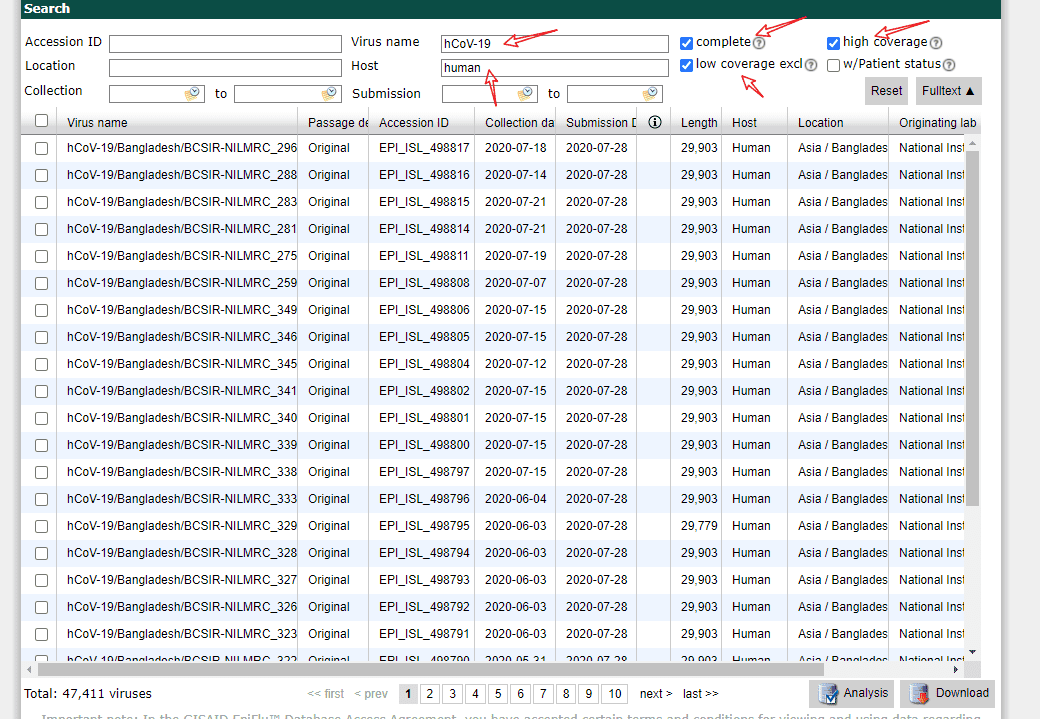 Search
Accession ID Virus name hCoV-19 complete high coverage
Location Host human low coverage excl w/Patient status
Collection to Submission to Reset Fulltext ▲
Virus name Passage de Accession ID Collection da Submission D Length Host Location Originating lab
hCoV-19/Bangladesh/BCSIR-NILMRC_296 Original EPI_ISL_498817 2020-07-18 2020-07-28 29,903 Human Asia / Banglades National Inst
hCoV-19/Bangladesh/BCSIR-NILMRC_288 Original EPI_ISL_498816 2020-07-14 2020-07-28 29,903 Human Asia / Banglades National Inst
hCoV-19/Bangladesh/BCSIR-NILMRC_283 Original EPI_ISL_498815 2020-07-21 2020-07-28 29,903 Human Asia / Banglades National Inst
hCoV-19/Bangladesh/BCSIR-NILMRC_281 Original EPI_ISL_498814 2020-07-21 2020-07-28 29,903 Human Asia / Banglades National Inst
hCoV-19/Bangladesh/BCSIR-NILMRC_275 Original EPI_ISL_498811 2020-07-19 2020-07-28 29,903 Human Asia / Banglades National Inst
hCoV-19/Bangladesh/BCSIR-NILMRC_259 Original EPI_ISL_498808 2020-07-07 2020-07-28 29,903 Human Asia / Banglades National Inst
hCoV-19/Bangladesh/BCSIR-NILMRC_349 Original EPI_ISL_498806 2020-07-15 2020-07-28 29,903 Human Asia / Banglades National Inst
hCoV-19/Bangladesh/BCSIR-NILMRC_346 Original EPI_ISL_498805 2020-07-15 2020-07-28 29,903 Human Asia / Banglades National Inst
hCoV-19/Bangladesh/BCSIR-NILMRC_345 Original EPI_ISL_498804 2020-07-12 2020-07-28 29,903 Human Asia / Banglades National Inst
hCoV-19/Bangladesh/BCSIR-NILMRC_341 Original EPI_ISL_498802 2020-07-15 2020-07-28 29,903 Human Asia / Banglades National Inst
hCoV-19/Bangladesh/BCSIR-NILMRC_340 Original EPI_ISL_498801 2020-07-15 2020-07-28 29,903 Human Asia / Banglades National Inst
hCoV-19/Bangladesh/BCSIR-NILMRC_339 Original EPI_ISL_498800 2020-07-15 2020-07-28 29,903 Human Asia / Banglades National Inst
hCoV-19/Bangladesh/BCSIR-NILMRC_338 Original EPI_ISL_498797 2020-07-15 2020-07-28 29,903 Human Asia / Banglades National Inst
hCoV-19/Bangladesh/BCSIR-NILMRC_333 Original EPI_ISL_498796 2020-06-04 2020-07-28 29,903 Human Asia / Banglades National Inst
hCoV-19/Bangladesh/BCSIR-NILMRC_329 Original EPI_ISL_498795 2020-06-03 2020-07-28 29,779 Human Asia / Banglades National Inst
hCoV-19/Bangladesh/BCSIR-NILMRC_328 Original EPI_ISL_498794 2020-06-03 2020-07-28 29,903 Human Asia / Banglades National Inst
hCoV-19/Bangladesh/BCSIR-NILMRC_327 Original EPI_ISL_498793 2020-06-03 2020-07-28 29,903 Human Asia / Banglades National Inst
hCoV-19/Bangladesh/BCSIR-NILMRC_326 Original EPI_ISL_498792 2020-06-03 2020-07-28 29,903 Human Asia / Banglades National Inst
hCoV-19/Bangladesh/BCSIR-NILMRC_323 Original EPI_ISL_498791 2020-06-03 2020-07-28 29,903 Human Asia / Banglades National Inst
hCoV-19/Bangladesh/BCSIR-NILMRC_322 Original EPI_ISL_498790 2020-05-31 2020-07-28 29,903 Human Asia / Banglades National Inst
Total: 47,411 viruses << first < prev 1 2 3 4 5 6 7 8 9 10 next > last >> Analysis Download
Important note: In the GISAID EpiFlu™ Database Access Agreement, you have accepted certain terms and conditions for viewing and using data regarding